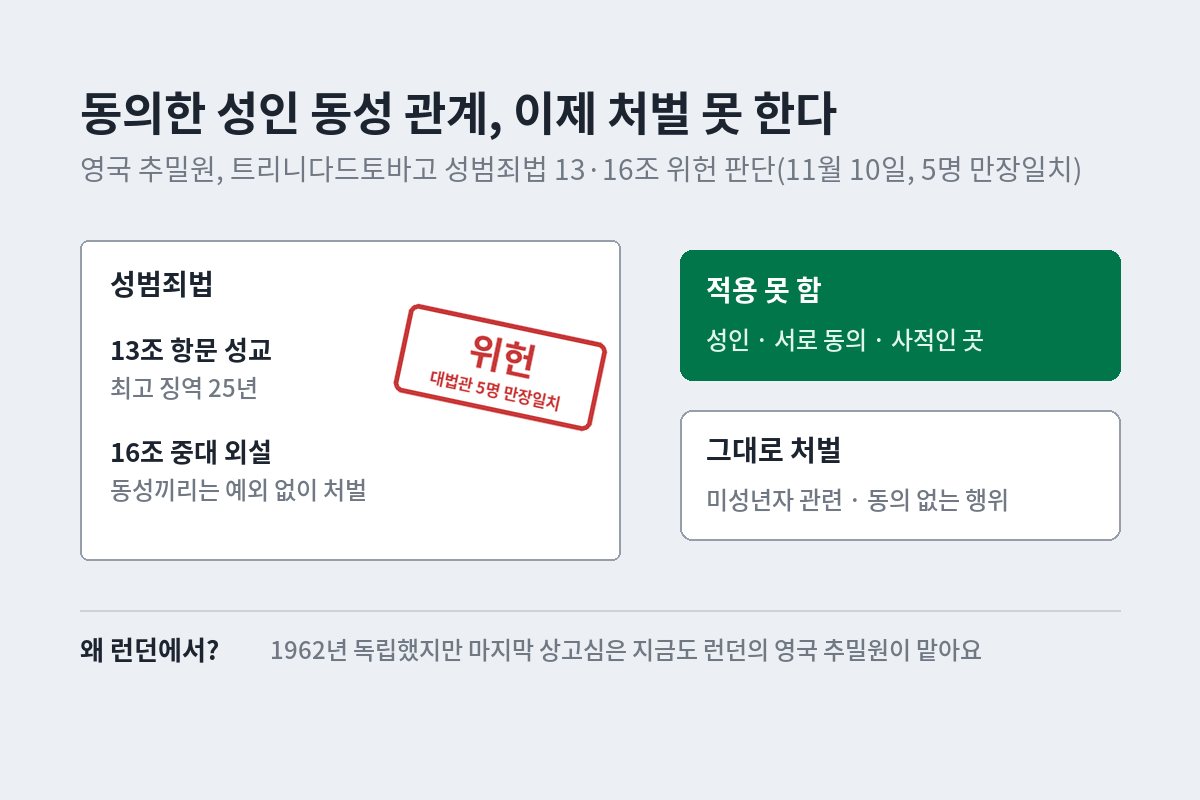 동의한 성인 동성 관계, 이제 처벌 못 한다
영국 추밀원, 트리니다드토바고 성범죄법 13·16조 위헌 판단(11월 10일, 5명 만장일치)
성범죄법
13조 항문 성교
최고 징역 25년
16조 중대 외설
동성끼리는 예외 없이 처벌
위헌
대법관 5명 만장일치
적용 못 함
성인 · 서로 동의 · 사적인 곳
그대로 처벌
미성년자 관련 · 동의 없는 행위
왜 런던에서? 1962년 독립했지만 마지막 상고심은 지금도 런던의 영국 추밀원이 맡아요